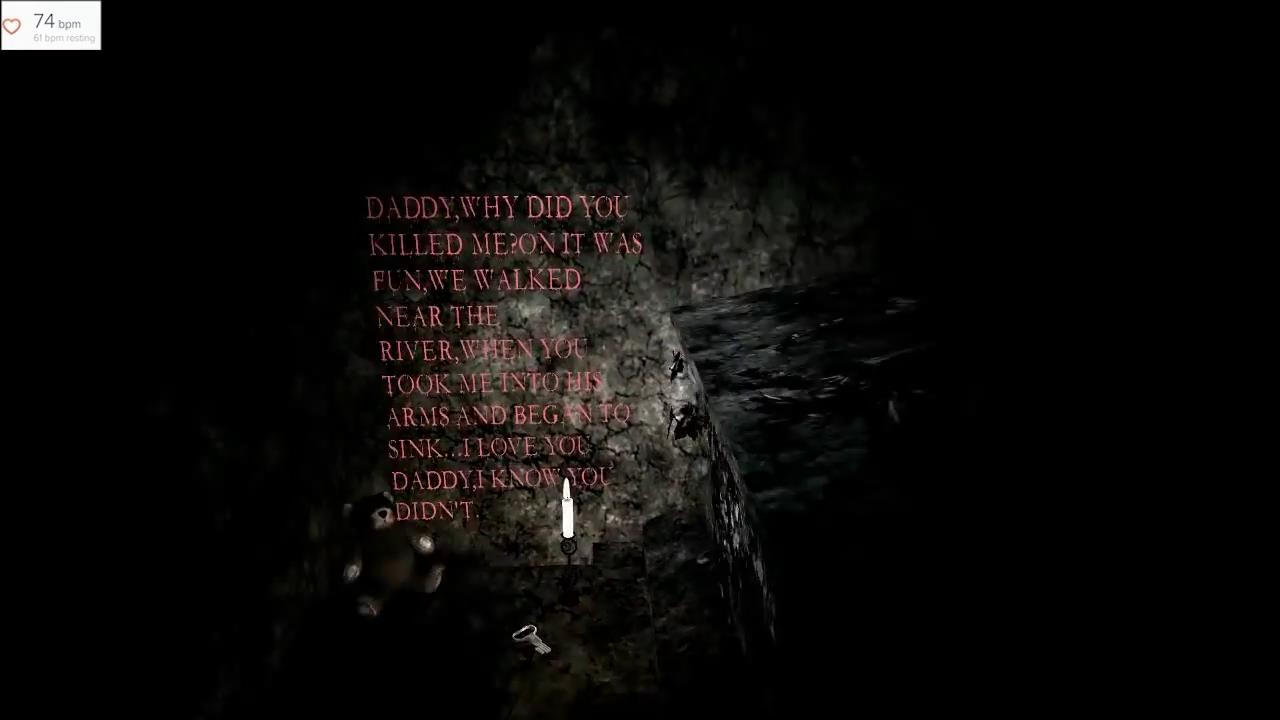 74 bpm
61 bpm resting
DADDY,WHY DID YOU
KILLED ME?ON IT WAS
FUN,WE WALKED
NEAR THE
RIVER,WHEN YOU
TOOK ME INTO HIS
ARMS AND BEGAN TO
SINK...I LOVE YOU
DADDY,I KNOW YOU
DIDN'T.